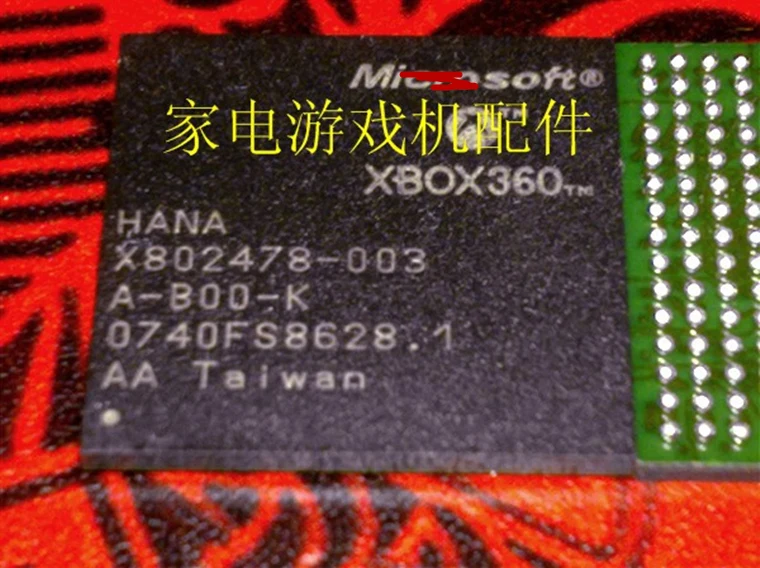 Microsoft®
家电游戏机配件
XBOX360™
HANA
X802478-003
A-B00-K
0740FS8628.1
AA Taiwan